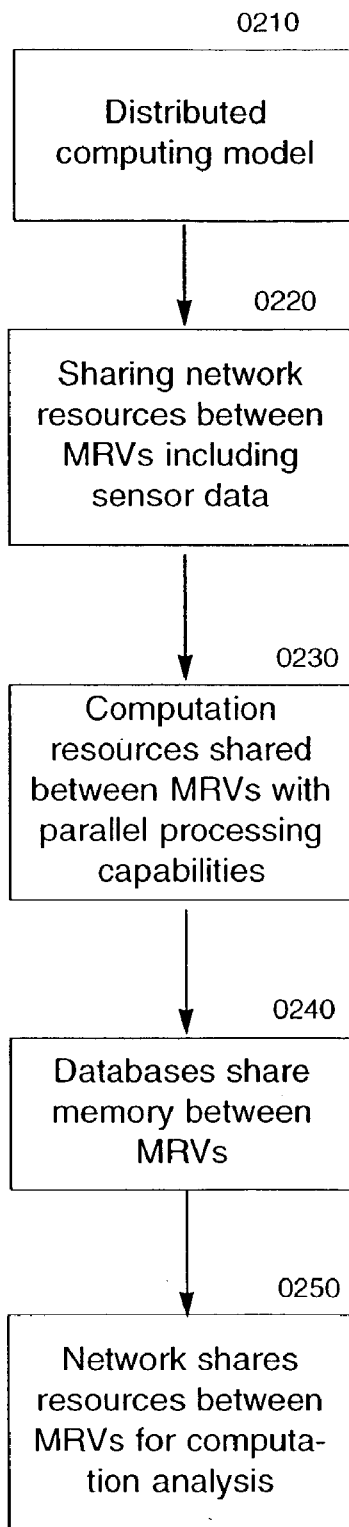 0210
Distributed
computing model
0220
Sharing network
resources between
MRVs including
sensor data
0230
Computation
resources shared
between MRVs with
parallel processing
capabilities
0240
Databases share
memory between
MRVs
0250
Network shares
resources between
MRVs for computa-
tion analysis